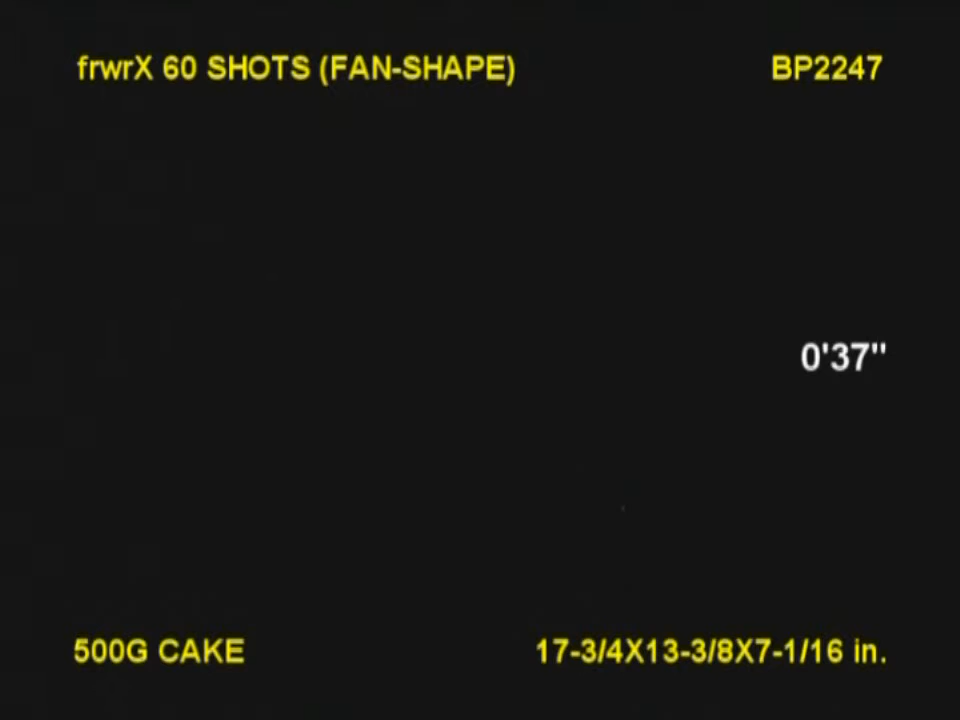 frwrX 60 SHOTS (FAN-SHAPE) BP2247
0'37"
500G CAKE 17-3/4X13-3/8X7-1/16 in.